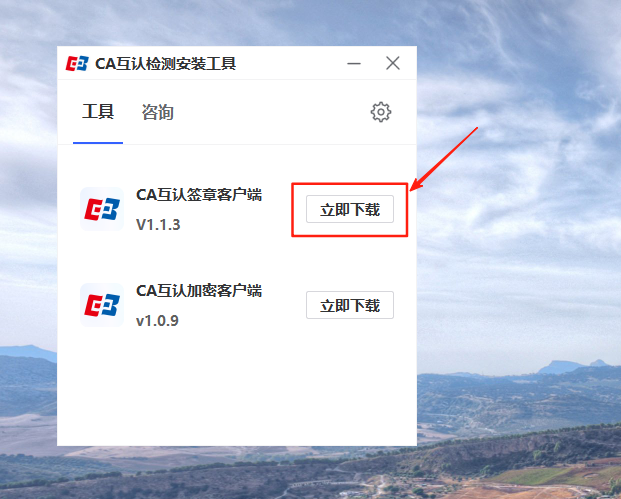 CA互认检测安装工具
工具 咨询
CA互认签章客户端
V1.1.3
立即下载
CA互认加密客户端
v1.0.9
立即下载